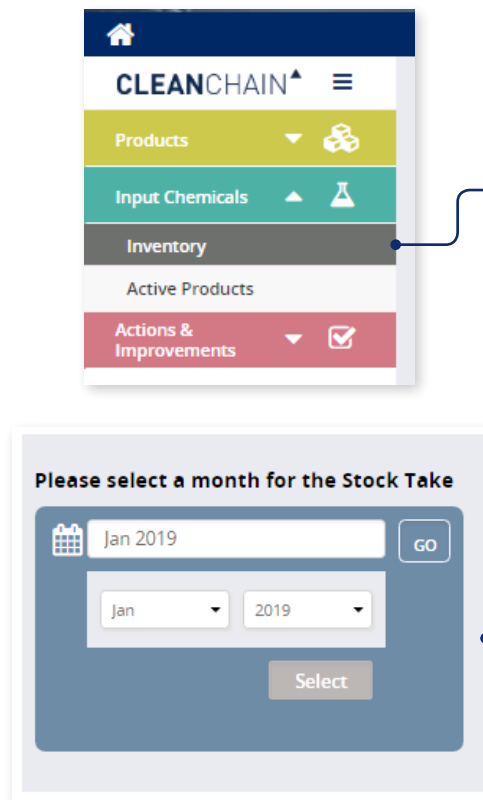 CLEANCHAIN
Products
Input Chemicals
Inventory
Active Products
Actions &
Improvements
Please select a month for the Stock Take
Jan 2019
GO
Jan
2019
Select